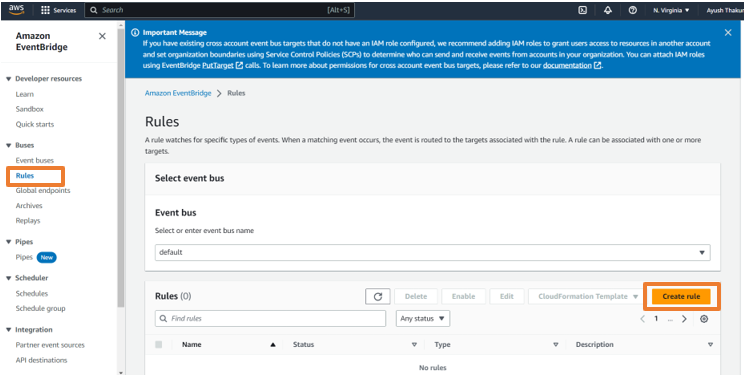 aws
Services
Search
[Alt+S]
N. Virginia
Ayush Thakur
Amazon
EventBridge
Developer resources
Learn
Sandbox
Quick starts
Buses
Event buses
Rules
Global endpoints
Archives
Replays
Pipes
Pipes New
Scheduler
Schedules
Schedule group
Integration
Partner event sources
API destinations
Important Message
If you have existing cross account event bus targets that do not have an IAM role configured, we recommend adding IAM roles to grant users access to resources in another account
and set organization boundaries using Service Control Policies (SCPs) to determine who can send and receive events from accounts in your organization. You can attach IAM roles
using EventBridge PutTarget calls. To learn more about permissions for cross account event bus targets, please refer to our documentation.
Amazon EventBridge > Rules
Rules
A rule watches for specific types of events. When a matching event occurs, the event is routed to the targets associated with the rule. A rule can be associated with one or more
targets.
Select event bus
Event bus
Select or enter event bus name
default
Rules (0)
Delete
Enable
Edit
CloudFormation Template
Create rule
Find rules
Any status
1 ...
Name
Status
Type
Description
No rules